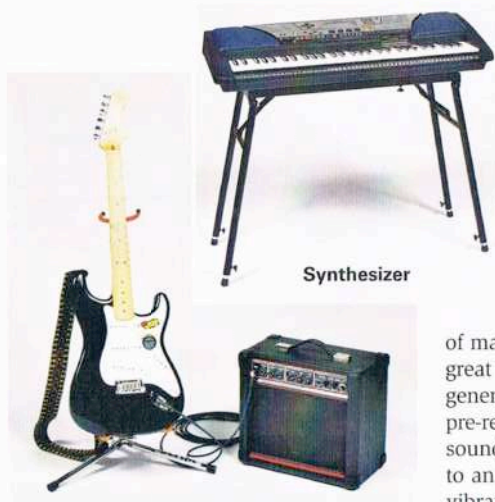 Synthesizer
of ma
great
gener
pre-re
sound
to an
vibra